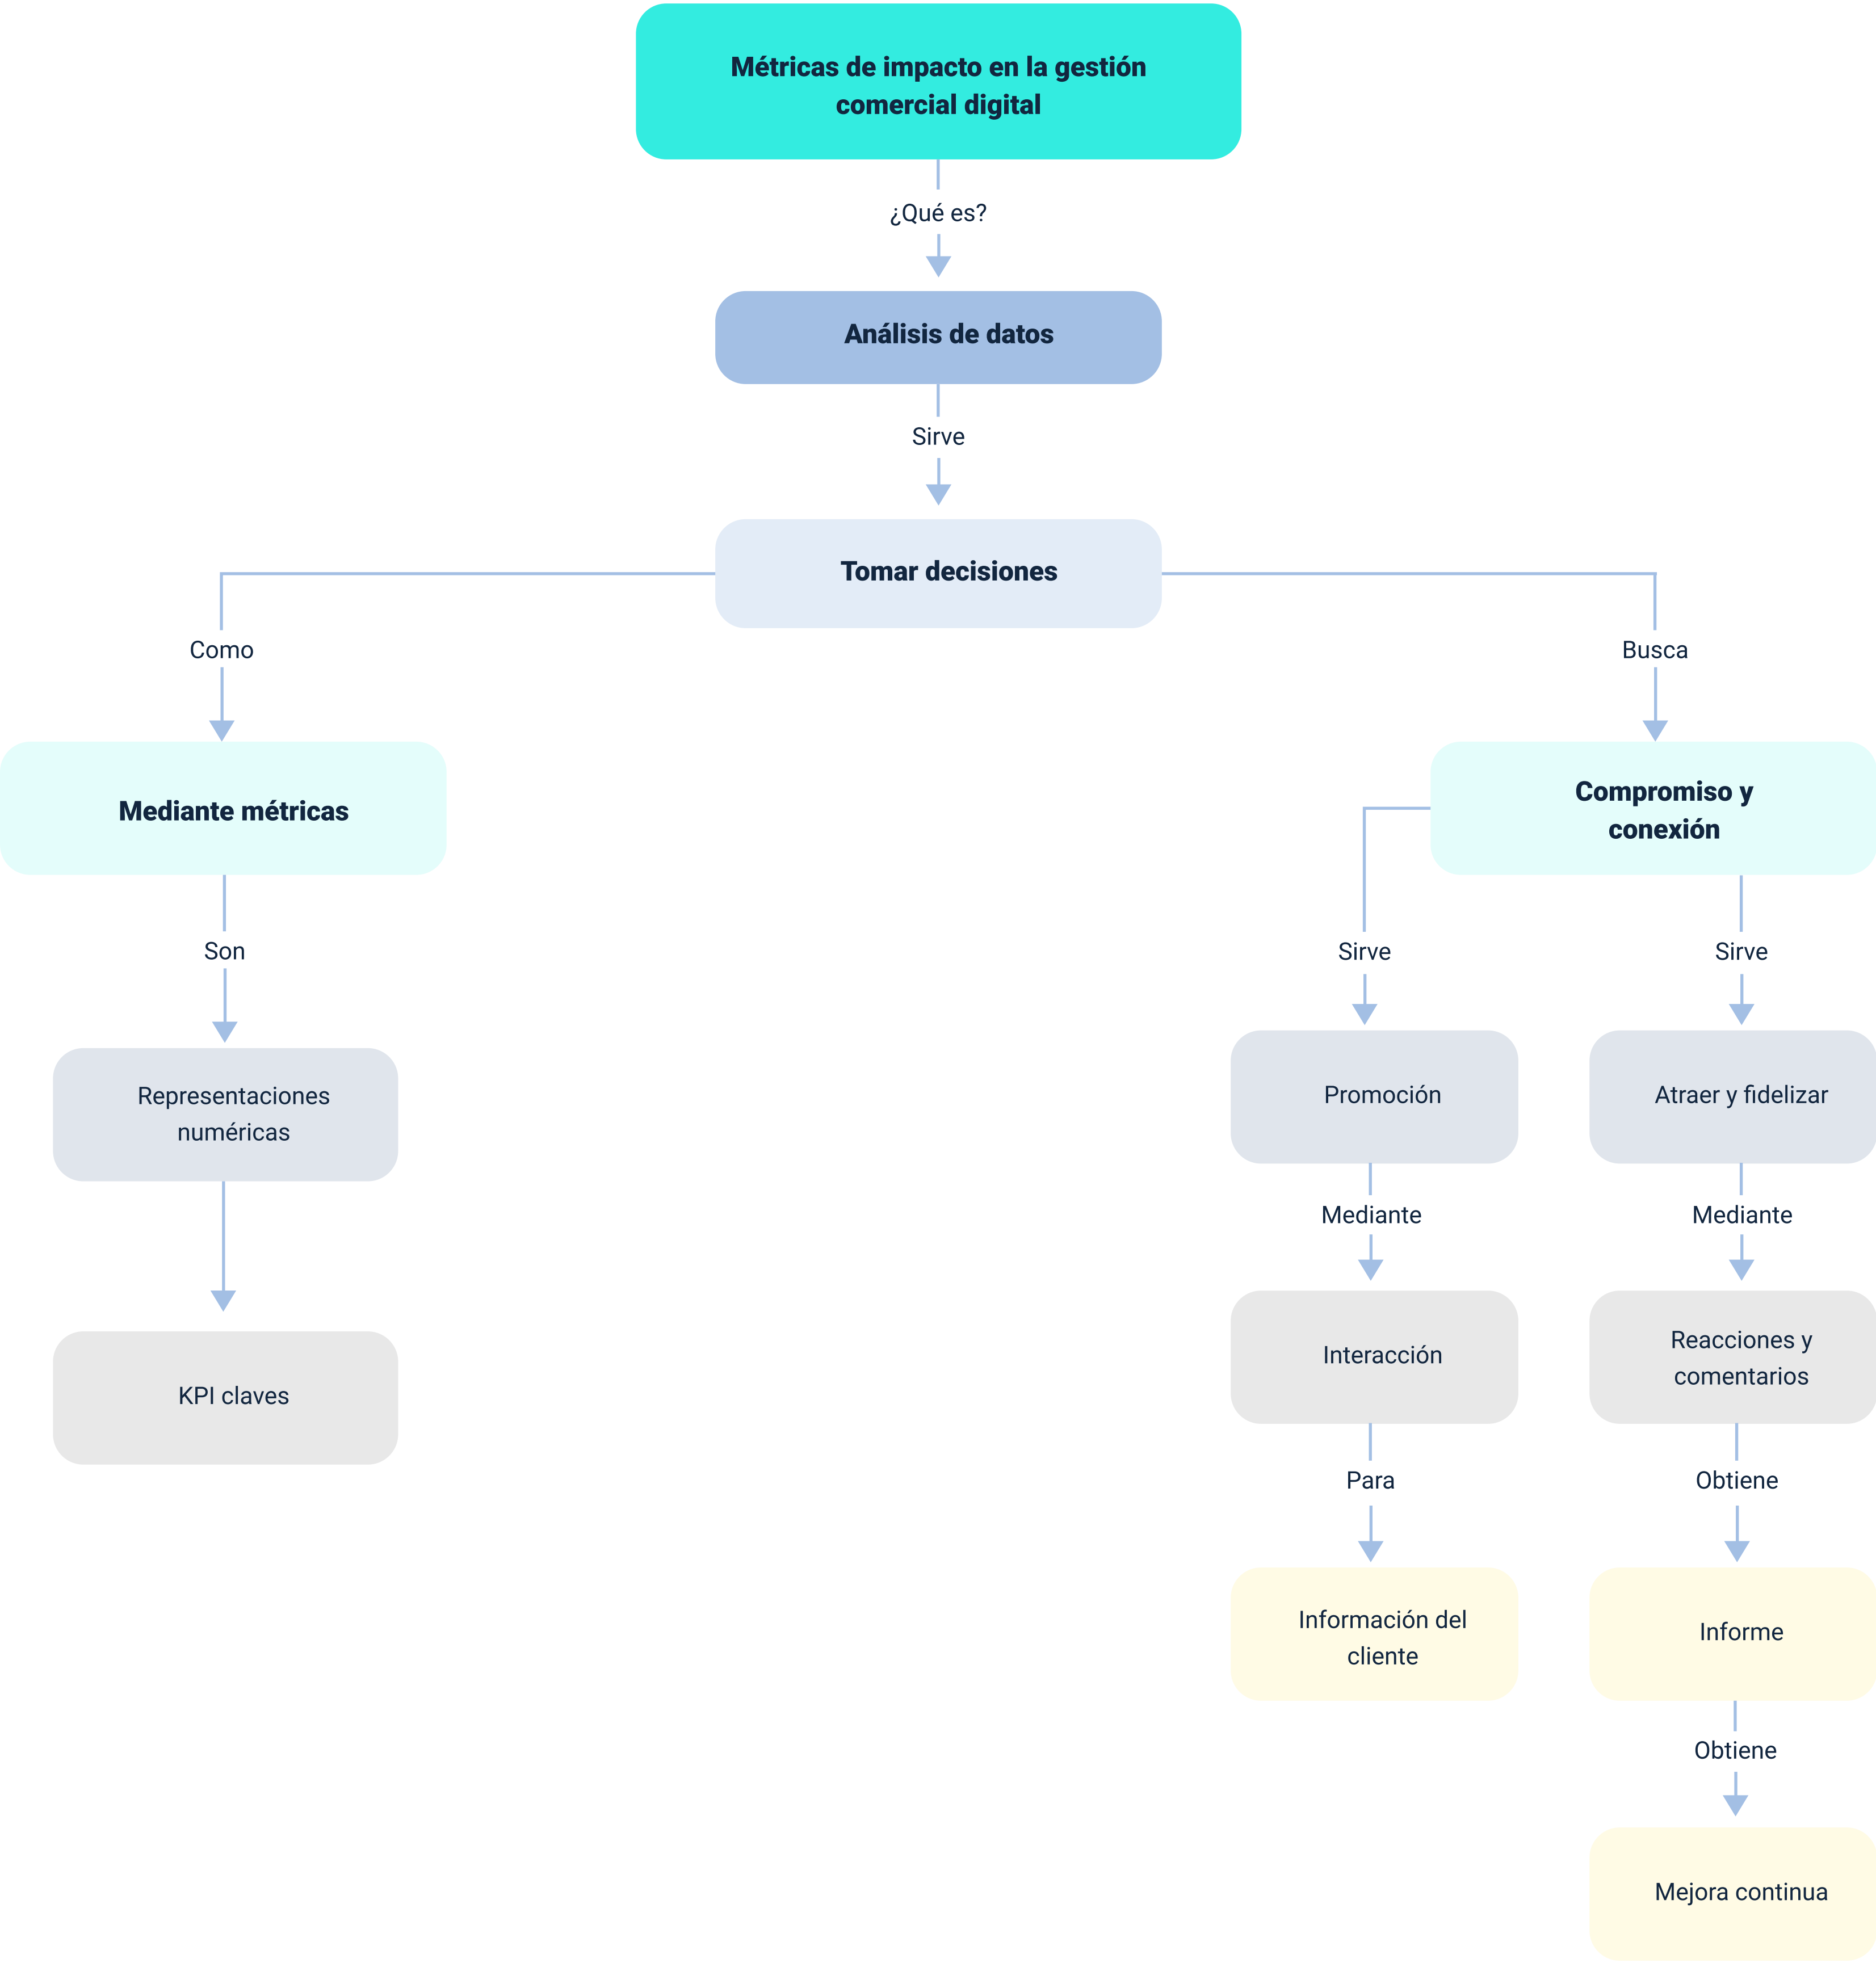 Métricas de impacto en la gestión
comercial digital
¿Qué es?
Análisis de datos
Sirve
Tomar decisiones
Como
Busca
Mediante métricas
Compromiso y
conexión
Son
Sirve
Sirve
Representaciones
numéricas
Promoción
Atraer y fidelizar
Mediante
Mediante
KPI claves
Interacción
Reacciones y
comentarios
Para
Obtiene
Información del
cliente
Informe
Obtiene
Mejora continua